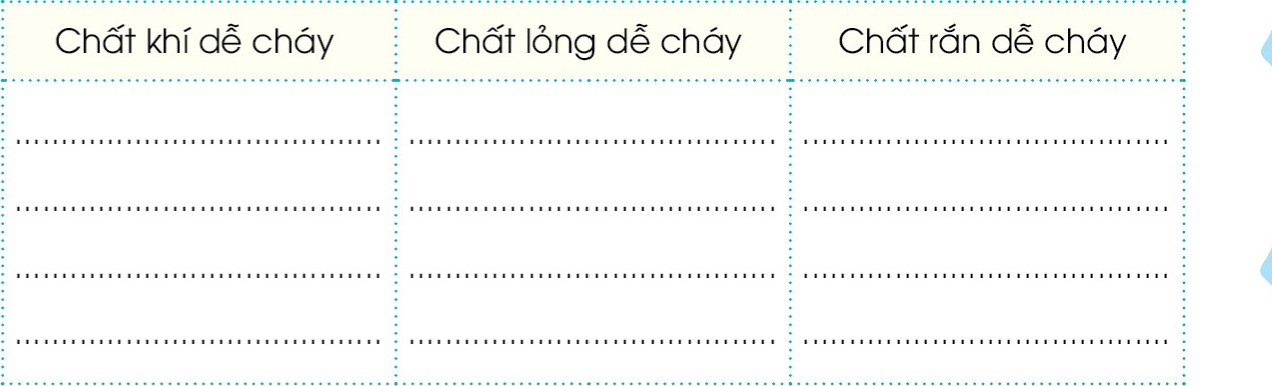 Chất khí dễ cháy
Chất lỏng dễ cháy
Chất rắn dễ cháy